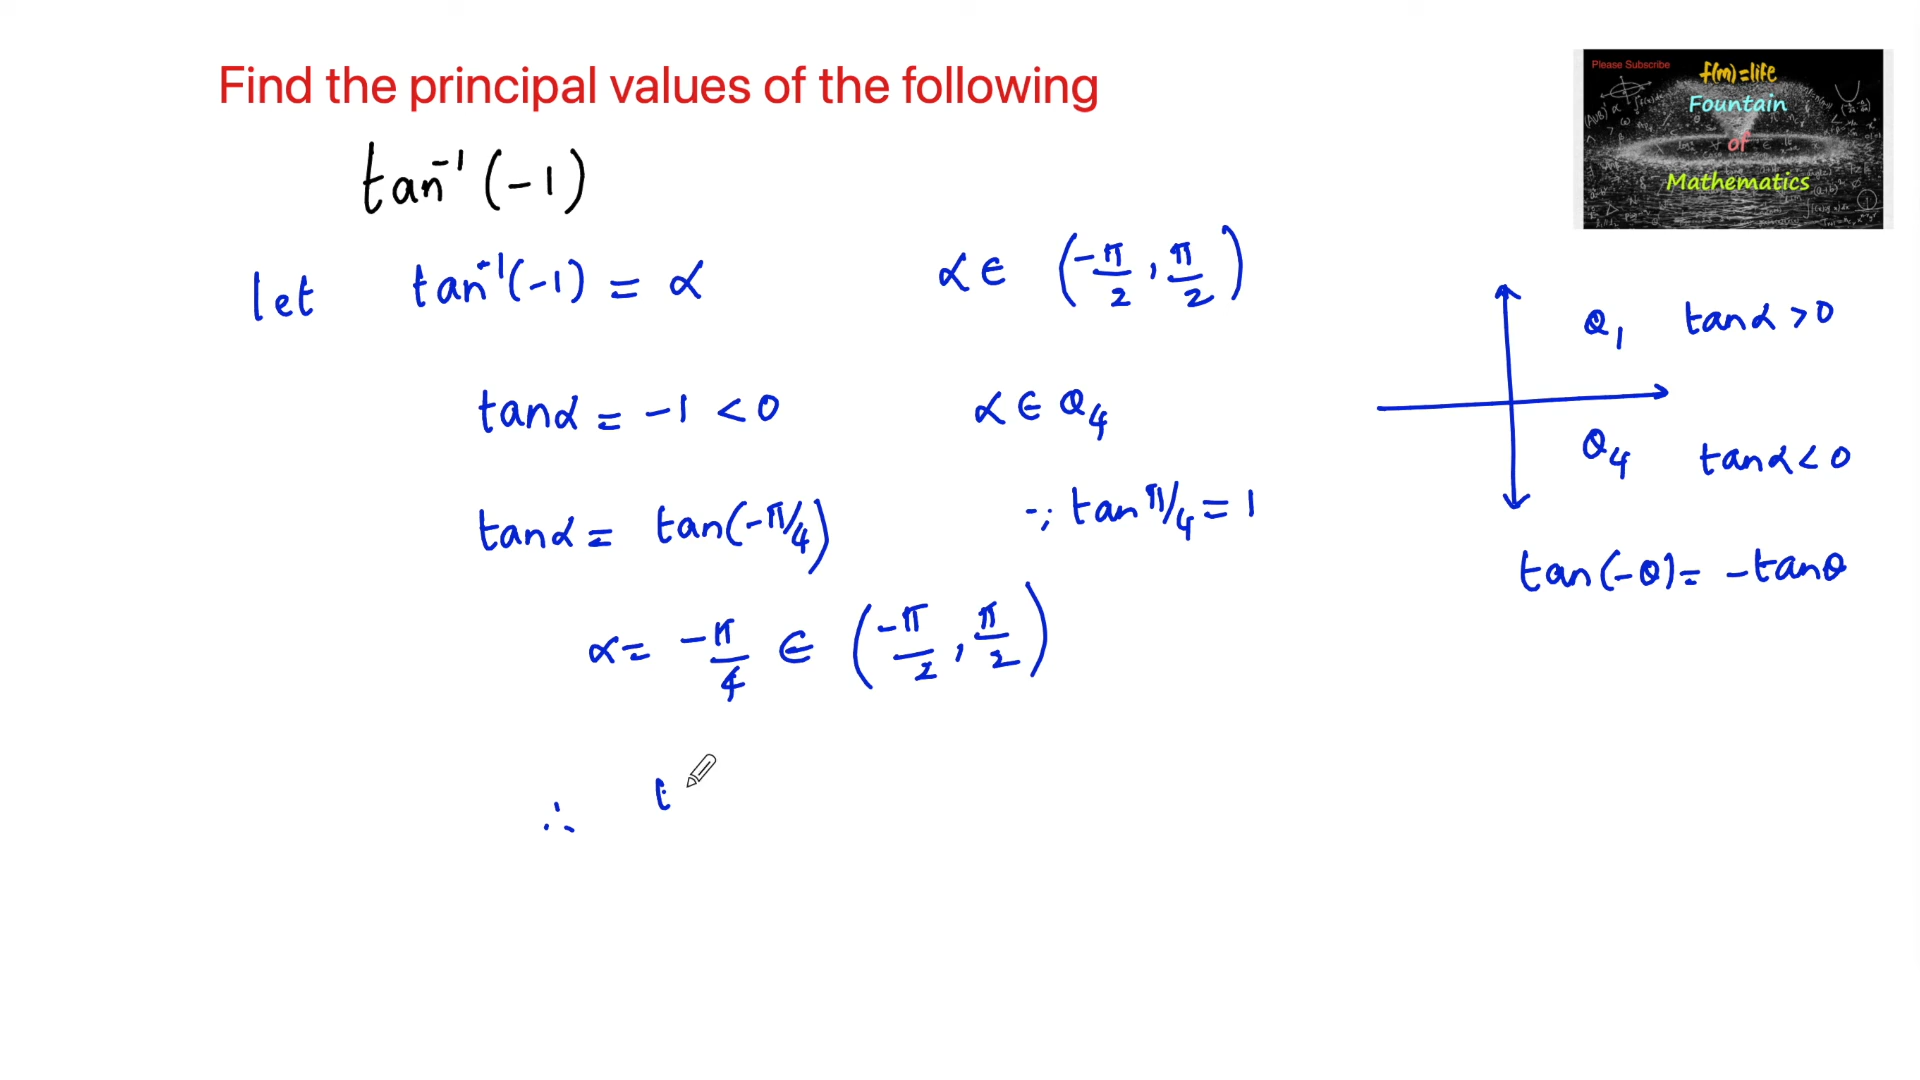 Find the principal values of the following
Please Subscribe
f(m)=life
Fountain
of
Mathematics
tan⁻¹(-1)
let tan⁻¹(-1) = α α ∈ (-π/2, π/2)
Q₁ tanα > 0
tanα = -1 < 0 α ∈ Q₄
Q₄ tanα < 0
tanα = tan(-π/4) ∵ tan π/4 = 1
tan(-θ) = -tanθ
α = -π/4 ∈ (-π/2, π/2)
∴ t